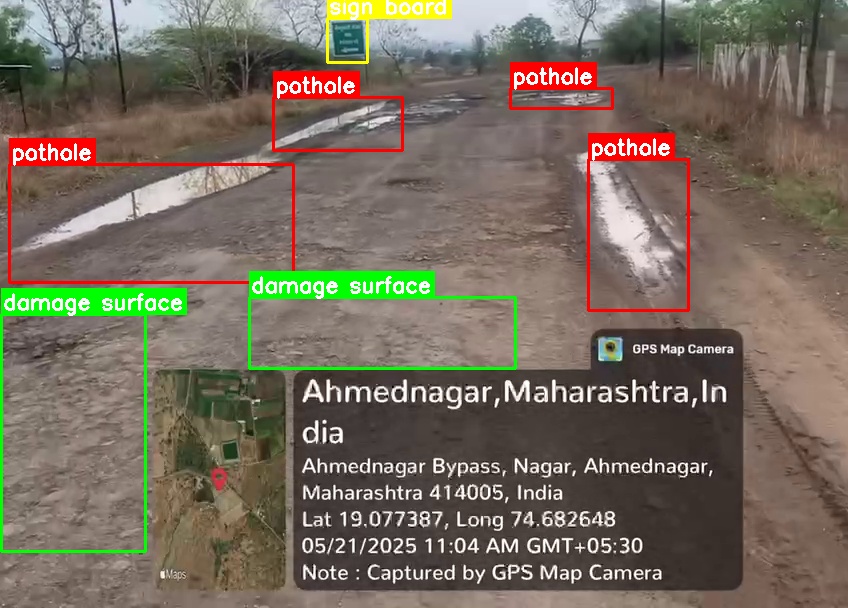 sign board
pothole
pothole
pothole
pothole
damage surface
damage surface
GPS Map Camera
Ahmednagar,Maharashtra,In
dia
Ahmednagar Bypass, Nagar, Ahmednagar,
Maharashtra 414005, India
Lat 19.077387, Long 74.682648
05/21/2025 11:04 AM GMT+05:30
Note : Captured by GPS Map Camera
Maps